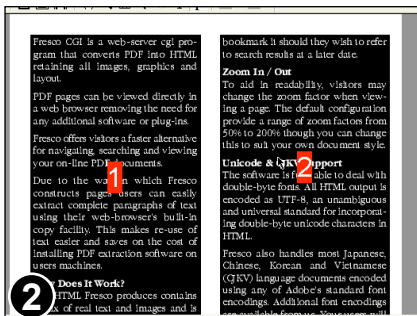 Fresco CGI is a web-server cgi pro-
gram that converts PDF into HTML
retaining all images, graphics and
layout.
PDF pages can be viewed directly in
a web browser removing the need for
any additional software or plug-ins.
Fresco offers visitors a faster alternative
for navigating, searching and viewing
your on-line PDF documents.
Due to the way in which Fresco
constructs pages users can easily
extract complete paragraphs of text
using their web-browser's built-in
copy facility. This makes re-use of
text easier and saves on the cost of
installing PDF extraction software on
users machines.
Does It Work?
HTML Fresco produces contains
x of real text and images and is
1
2
bookmark it should they wish to refer
to search results at a later date.
Zoom In / Out
To aid in readability, visitors may
change the zoom factor when view-
ing a page. The default configuration
provide a range of zoom factors from
50% to 200% though you can change
this to suit your own document style.
Unicode & CJKV Support
The software is able to deal with
double-byte fonts. All HTML output is
encoded as UTF-8, an unambiguous
and universal standard for incorporat-
ing double-byte unicode characters in
HTML.
Fresco also handles most Japanese,
Chinese, Korean and Vietnamese
(CJKV) language documents encoded
using any of Adobe's standard font
encodings. Additional font encodings
are available from us. Your users will
2